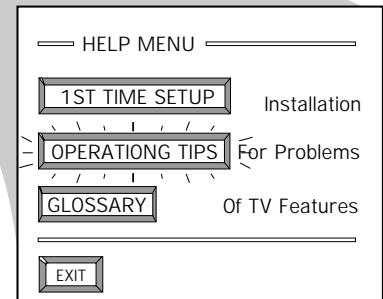 HELP MENU
1ST TIME SETUP Installation
OPERATIONG TIPS For Problems
GLOSSARY Of TV Features
EXIT